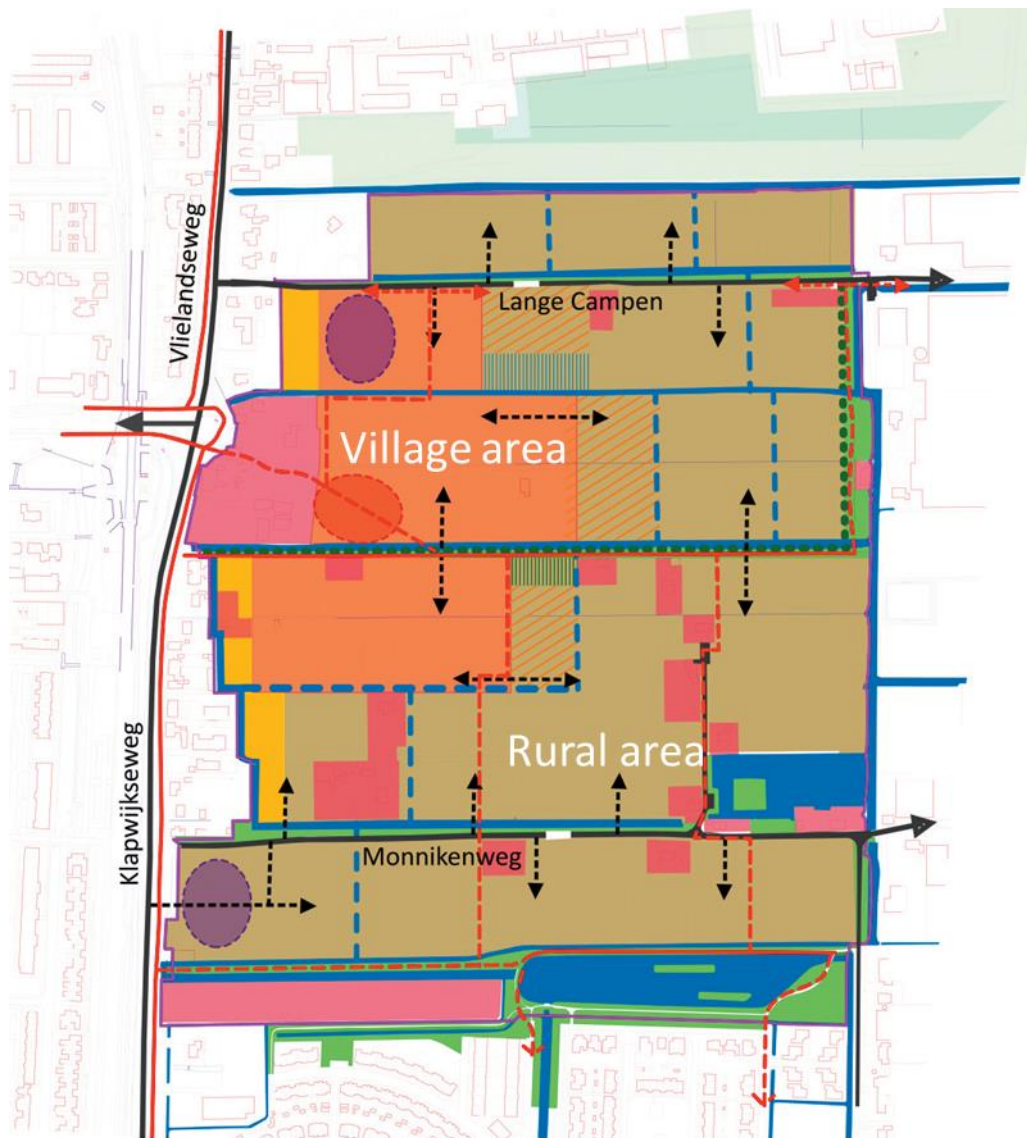 Vlielandseweg
Lange Campen
Village area
Rural area
Klapwijkseweg
Monnikenweg